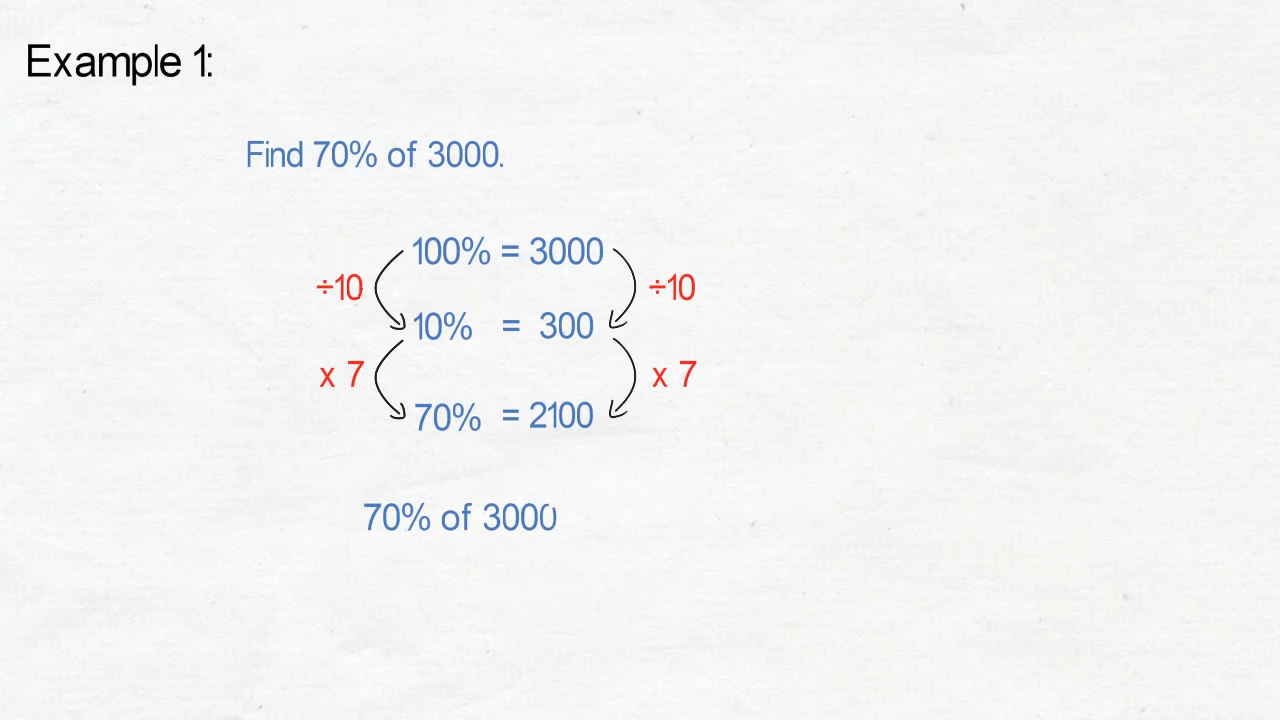 Example 1:
Find 70% of 3000.
100% = 3000
÷10 ÷10
10% = 300
x 7 x 7
70% = 2100
70% of 3000